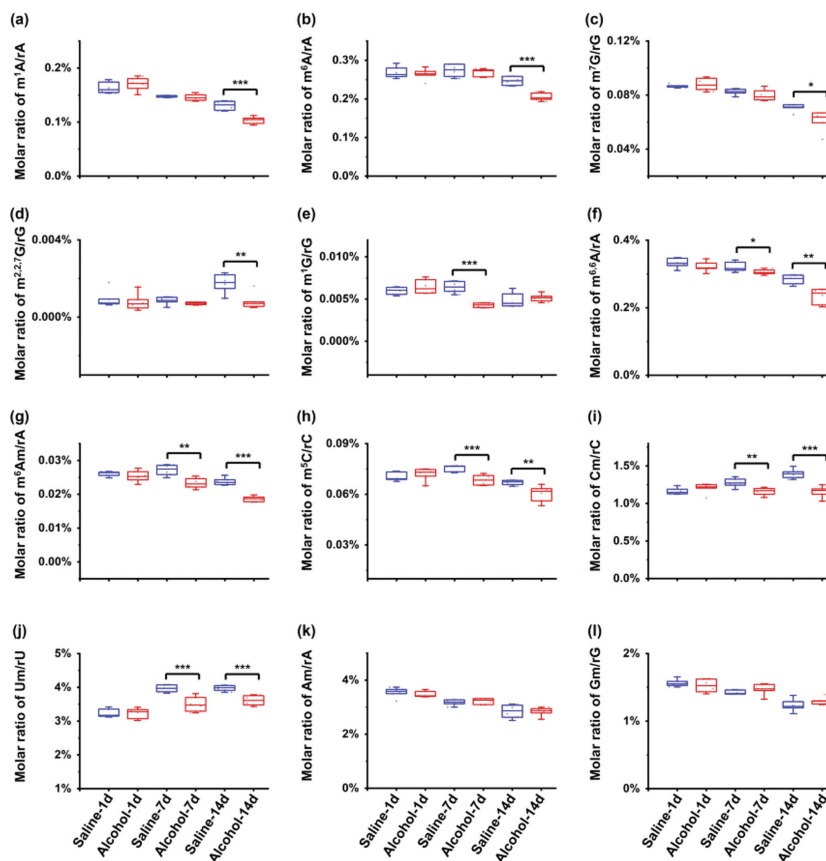 (a)
Molar ratio of m¹A/rA
0.2%
0.1%
0.0%
***
(b)
Molar ratio of m⁶A/rA
0.3%
0.2%
0.1%
***
(c)
Molar ratio of m⁷G/rG
0.12%
0.08%
0.04%
*
(d)
Molar ratio of m²·²·⁷G/rG
0.004%
0.000%
**
(e)
Molar ratio of m¹G/rG
0.010%
0.005%
0.000%
***
(f)
Molar ratio of m⁶·⁶A/rA
0.4%
0.2%
0.0%
*
**
(g)
Molar ratio of m⁶Am/rA
0.03%
0.02%
0.00%
**
***
(h)
Molar ratio of m⁵C/rC
0.09%
0.06%
0.03%
***
**
(i)
Molar ratio of Cm/rC
1.5%
1.0%
0.5%
0.0%
**
***
(j)
Molar ratio of Um/rU
5%
4%
3%
2%
1%
***
***
Saline-1d
Alcohol-1d
Saline-7d
Alcohol-7d
Saline-14d
Alcohol-14d
(k)
Molar ratio of Am/rA
4%
2%
0%
Saline-1d
Alcohol-1d
Saline-7d
Alcohol-7d
Saline-14d
Alcohol-14d
(l)
Molar ratio of Gm/rG
2%
1%
0%
Saline-1d
Alcohol-1d
Saline-7d
Alcohol-7d
Saline-14d
Alcohol-14d